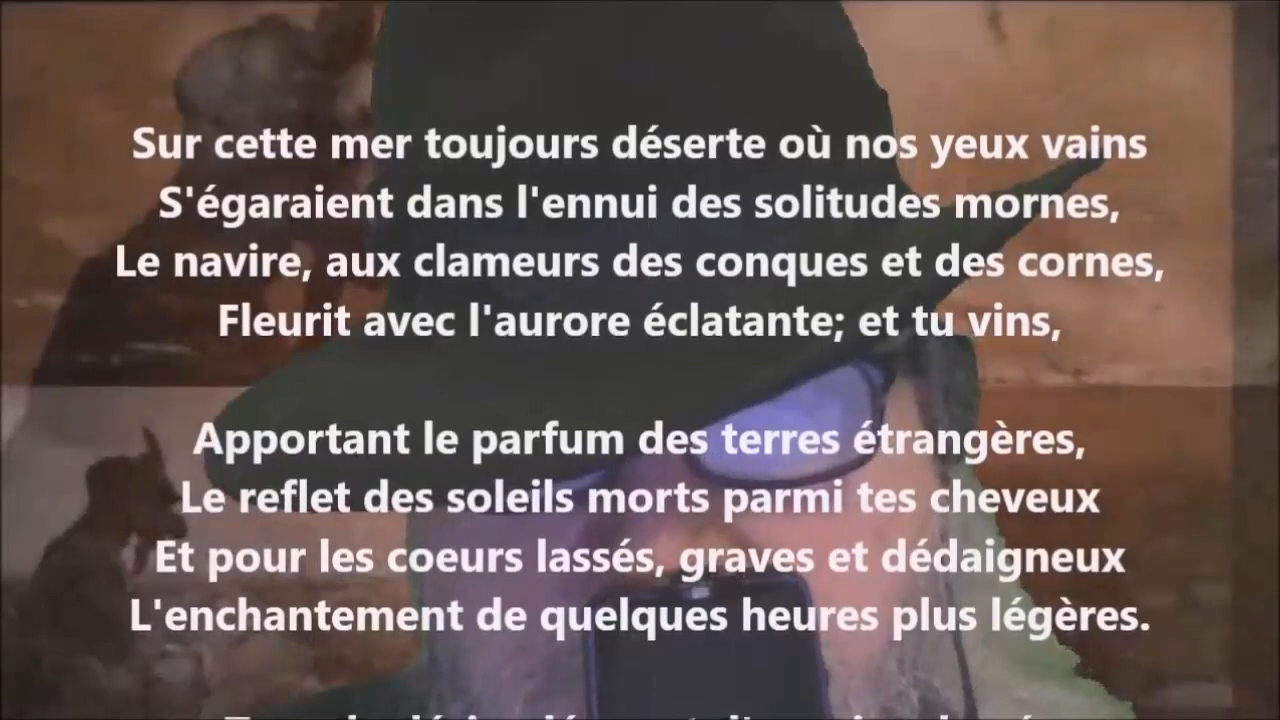 Sur cette mer toujours déserte où nos yeux vains
S'égaraient dans l'ennui des solitudes mornes,
Le navire, aux clameurs des conques et des cornes,
Fleurit avec l'aurore éclatante; et tu vins,
Apportant le parfum des terres étrangères,
Le reflet des soleils morts parmi tes cheveux
Et pour les coeurs lassés, graves et dédaigneux
L'enchantement de quelques heures plus légères.